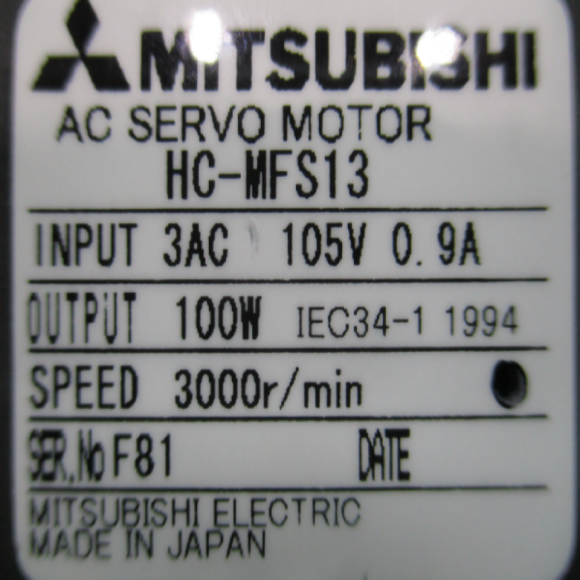 MITSUBISHI
AC SERVO MOTOR
HC-MFS13
INPUT 3AC 105V 0.9A
OUTPUT 100W IEC34-1 1994
SPEED 3000r/min
SER.No F81 DATE
MITSUBISHI ELECTRIC
MADE IN JAPAN